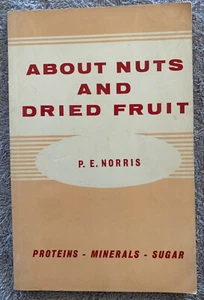 ABOUT NUTS
AND
DRIED FRUIT
P. E. NORRIS
PROTEINS - MINERALS - SUGAR